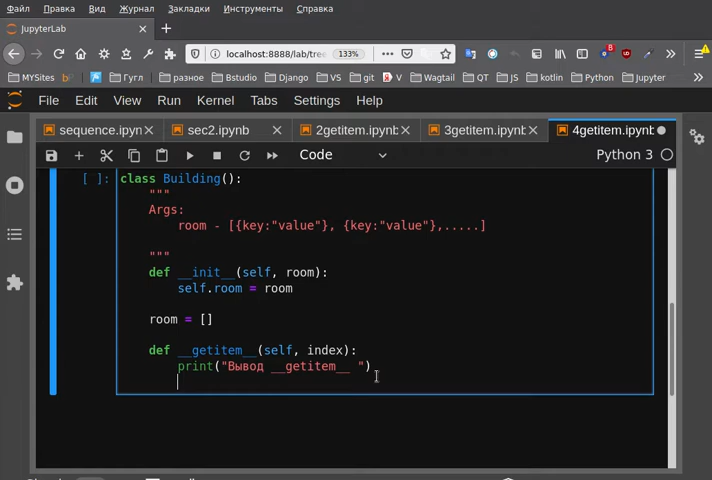 Файл Правка Вид Журнал Закладки Инструменты Справка
JupyterLab
localhost:8888/lab/tree 133%
MYSites Гугл разное Bstudio Django VS git V Wagtail QT JS kotlin Python Jupyter
File Edit View Run Kernel Tabs Settings Help
sequence.ipyn sec2.ipynb 2getitem.ipynb 3getitem.ipynb 4getitem.ipynb
Code Python 3
[ ]: class Building():
"""
Args:
room - [{key:"value"}, {key:"value"},.....]
"""
def __init__(self, room):
self.room = room
room = []
def __getitem__(self, index):
print("Вывод __getitem__ ")